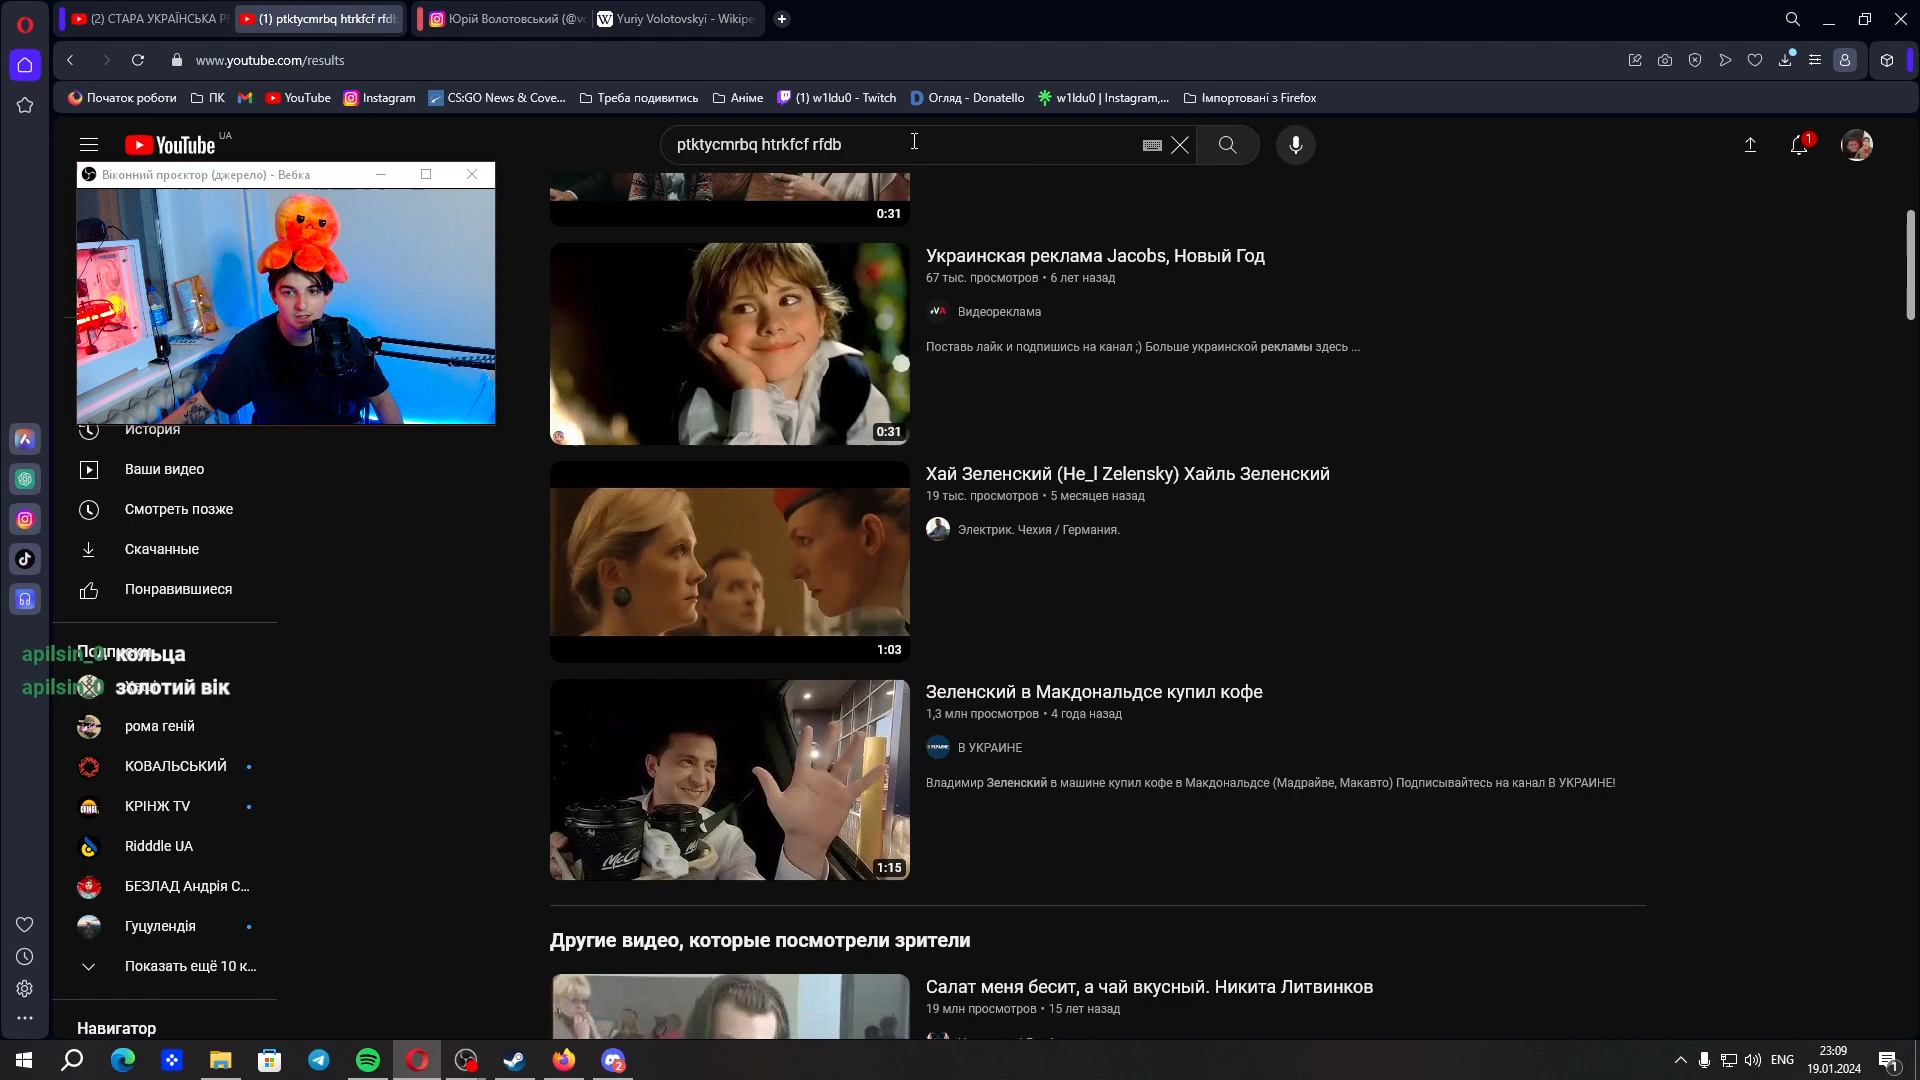 (2) СТАРА УКРАЇНСЬКА РЕ
(1) ptktycmrbq htrkfcf rfdb
Юрій Волотовський (@vo
Yuriy Volotovskyi - Wikipe
www.youtube.com/results
Початок роботи
ПК
YouTube
Instagram
CS:GO News & Cove...
Треба подивитись
Аніме
(1) w1ldu0 - Twitch
Огляд - Donatello
w1ldu0 | Instagram,...
Імпортовані з Firefox
YouTube UA
ptktycmrbq htrkfcf rfdb
1
Віконний проєктор (джерело) - Вебка
0:31
Украинская реклама Jacobs, Новый Год
67 тыс. просмотров • 6 лет назад
Видеореклама
Поставь лайк и подпишись на канал ;) Больше украинской рекламы здесь ...
0:31
История
Ваши видео
Смотреть позже
Скачанные
Понравившиеся
Хай Зеленский (He_l Zelensky) Хайль Зеленский
19 тыс. просмотров • 5 месяцев назад
Электрик. Чехия / Германия.
1:03
apilsin_0 кольца
apilsin_0 золотий вік
рома геній
КОВАЛЬСЬКИЙ
КРІНЖ TV
Ridddle UA
БЕЗЛАД Андрія С...
Гуцулендія
Показать ещё 10 к...
Навигатор
Зеленский в Макдональдсе купил кофе
1,3 млн просмотров • 4 года назад
В УКРАИНЕ
Владимир Зеленский в машине купил кофе в Макдональдсе (Мадрайве, Макавто) Подписывайтесь на канал В УКРАИНЕ!
1:15
Другие видео, которые посмотрели зрители
Салат меня бесит, а чай вкусный. Никита Литвинков
19 млн просмотров • 15 лет назад
2
ENG
23:09
19.01.2024
1